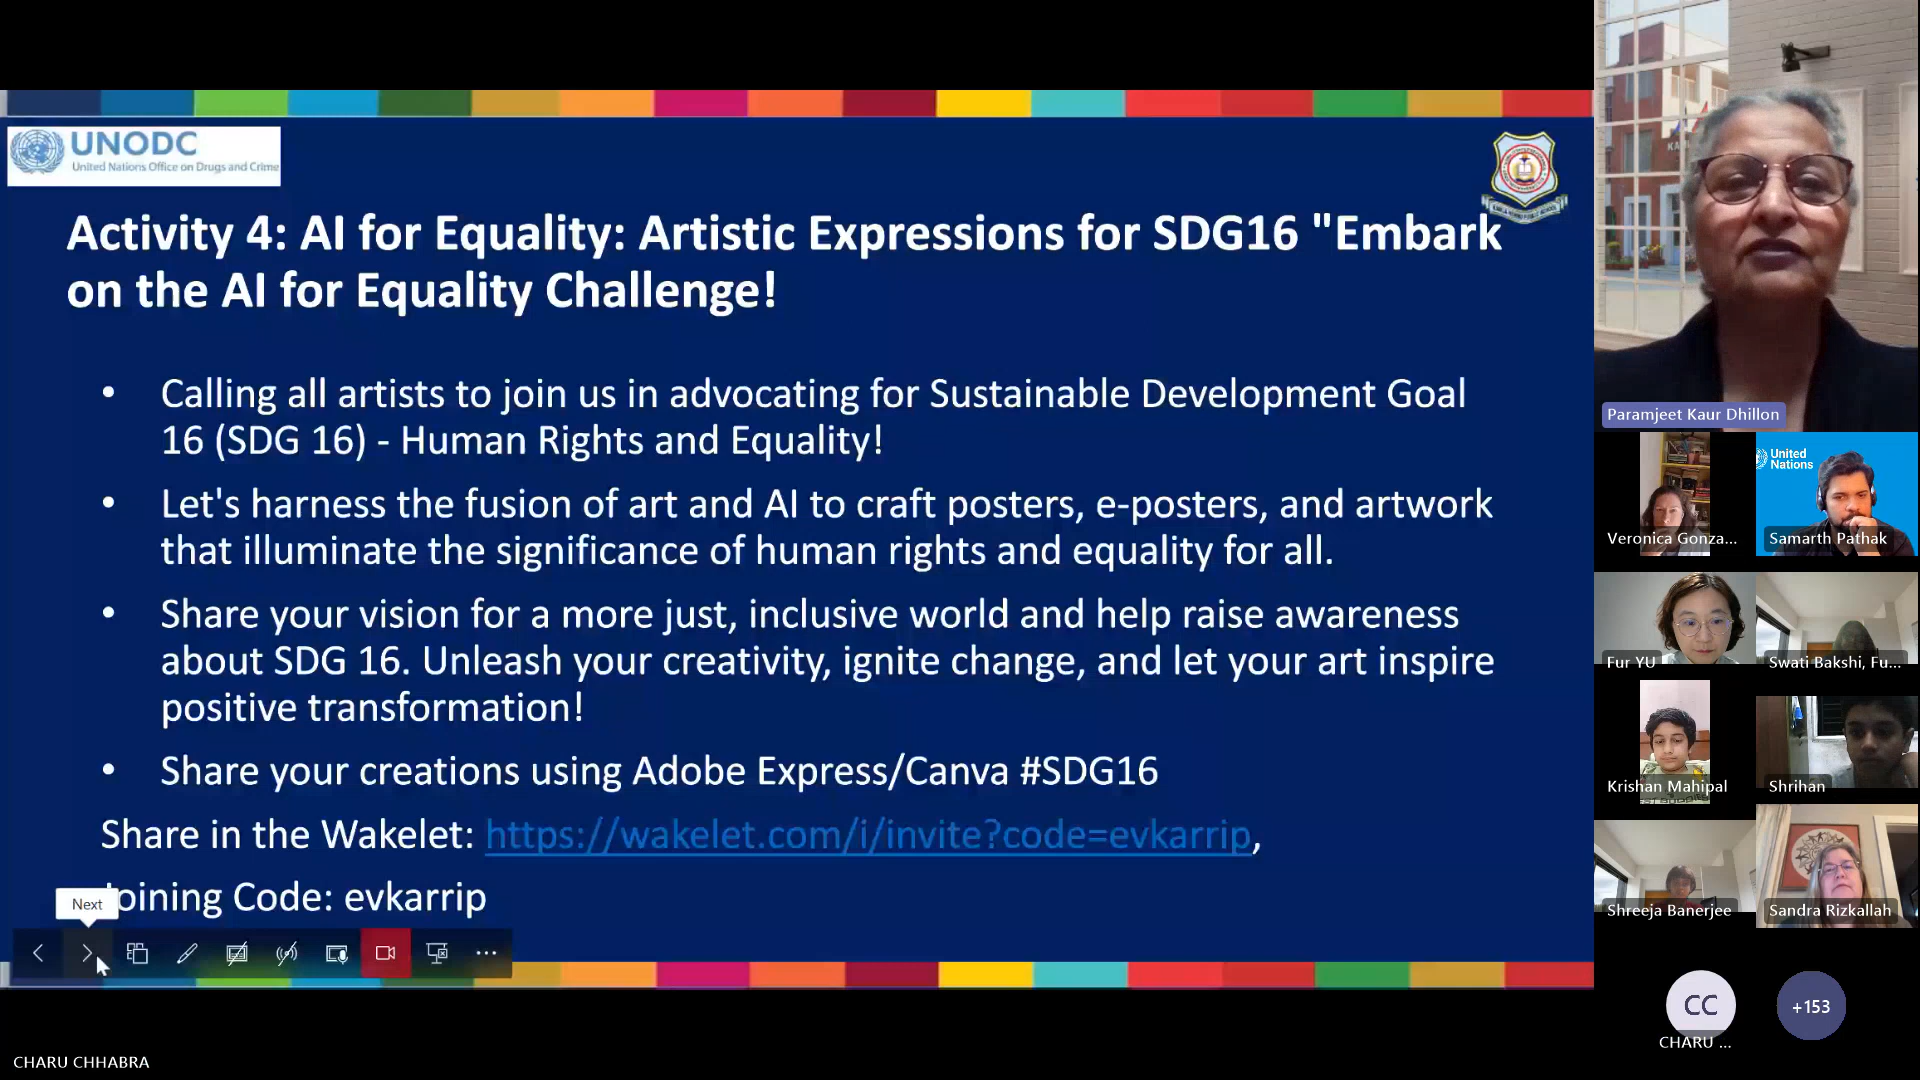 UNODC
United Nations Office on Drugs and Crime
Activity 4: AI for Equality: Artistic Expressions for SDG16 "Embark
on the AI for Equality Challenge!
• Calling all artists to join us in advocating for Sustainable Development Goal
16 (SDG 16) - Human Rights and Equality!
• Let's harness the fusion of art and AI to craft posters, e-posters, and artwork
that illuminate the significance of human rights and equality for all.
• Share your vision for a more just, inclusive world and help raise awareness
about SDG 16. Unleash your creativity, ignite change, and let your art inspire
positive transformation!
• Share your creations using Adobe Express/Canva #SDG16
Share in the Wakelet: https://wakelet.com/i/invite?code=evkarrip,
Joining Code: evkarrip
Next
CHARU CHHABRA
Paramjeet Kaur Dhillon
Veronica Gonza...
United
Nations
Samarth Pathak
Fur YU
Swati Bakshi, Fu...
Krishan Mahipal
Shrihan
Shreeja Banerjee
Sandra Rizkallah
CC
CHARU ...
+153